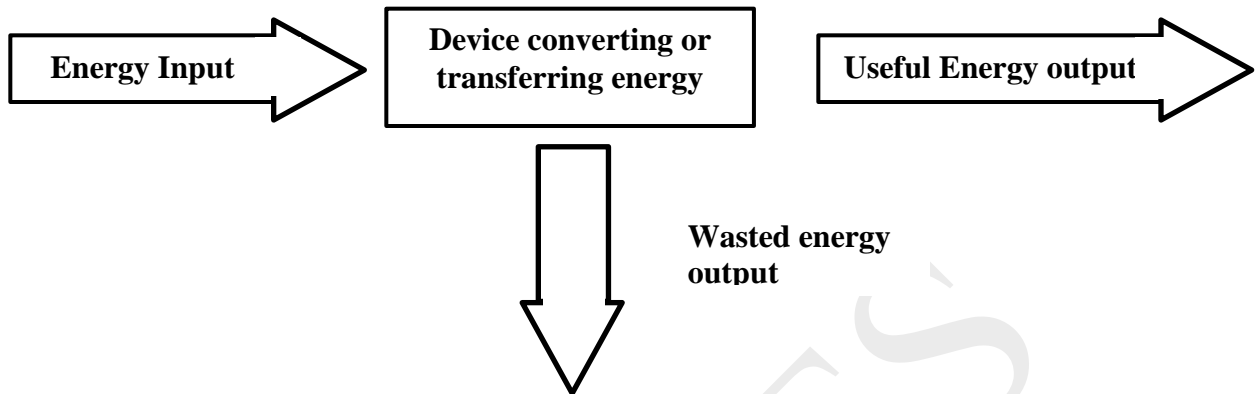 Energy Input
Device converting or
transferring energy
Useful Energy output
Wasted energy
output